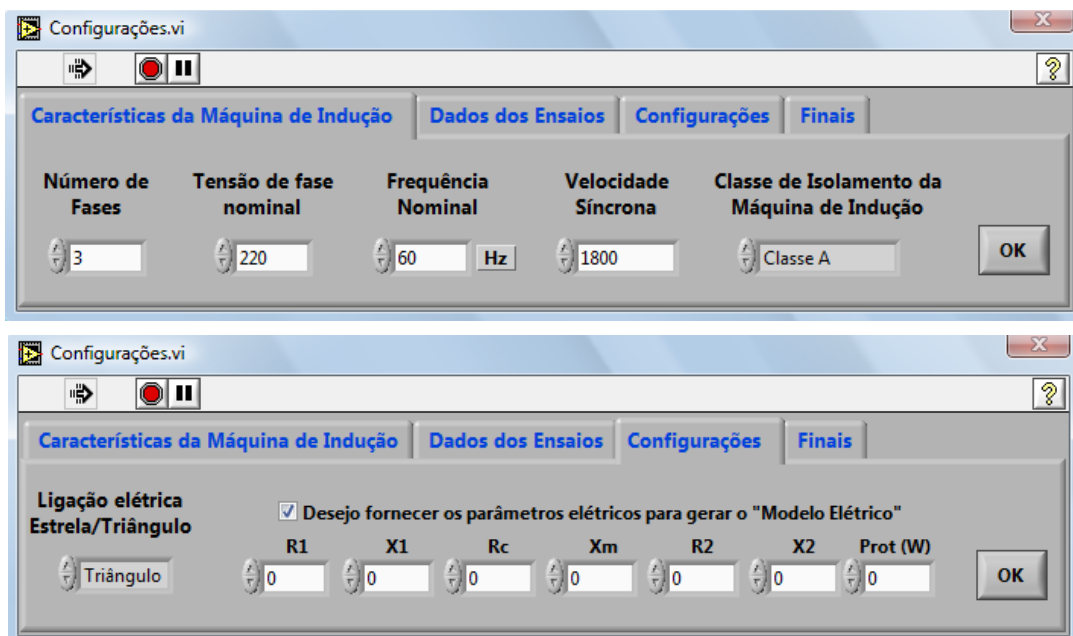 Configurações.vi
Características da Máquina de Indução Dados dos Ensaios Configurações Finais
Número de Fases
Tensão de fase nominal
Frequência Nominal
Velocidade Síncrona
Classe de Isolamento da Máquina de Indução
3 220 60 Hz 1800 Classe A OK
Configurações.vi
Características da Máquina de Indução Dados dos Ensaios Configurações Finais
Ligação elétrica
Estrela/Triângulo
Desejo fornecer os parâmetros elétricos para gerar o "Modelo Elétrico"
R1 X1 Rc Xm R2 X2 Prot (W)
Triângulo 0 0 0 0 0 0 0 OK